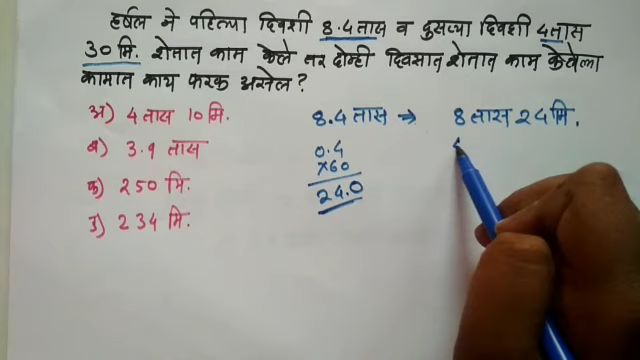 हर्षल ने पहिल्या दिवशी 8.4 तास व दुसऱ्या दिवशी 4 तास
30 मि. शेतात काम केले तर दोन्ही दिवसात शेतात काम केलेल्या
कामात काय फरक असेल?
अ) 4 तास 10 मि.
ब) 3.9 तास
क) 250 मि.
ड) 234 मि.
8.4 तास → 8 तास 24 मि.
0.4
×60
24.0